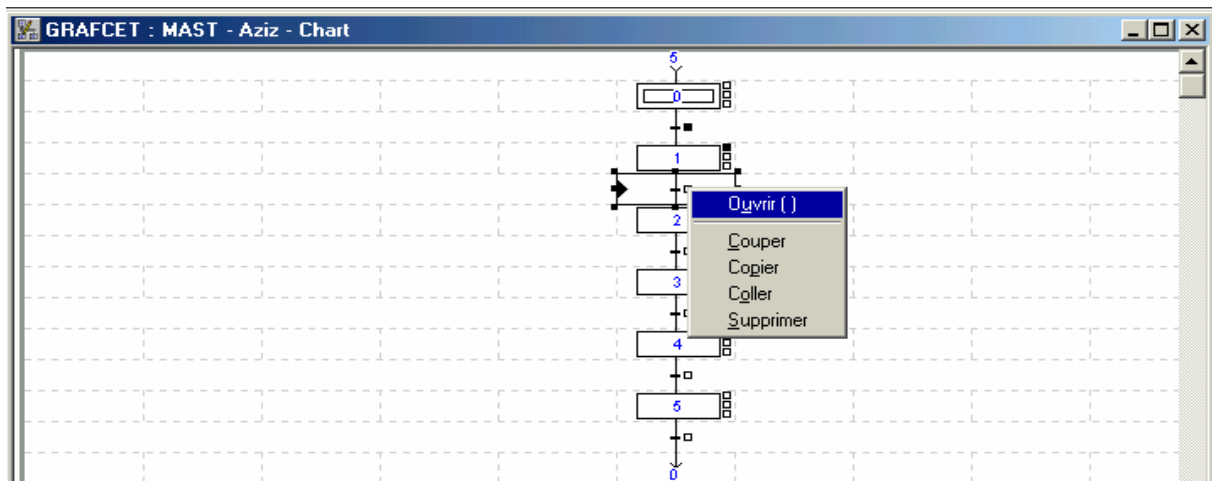 GRAFCET : MAST - Aziz - Chart
5
0
1
2
3
4
5
0
Ouvrir ( )
Couper
Copier
Coller
Supprimer